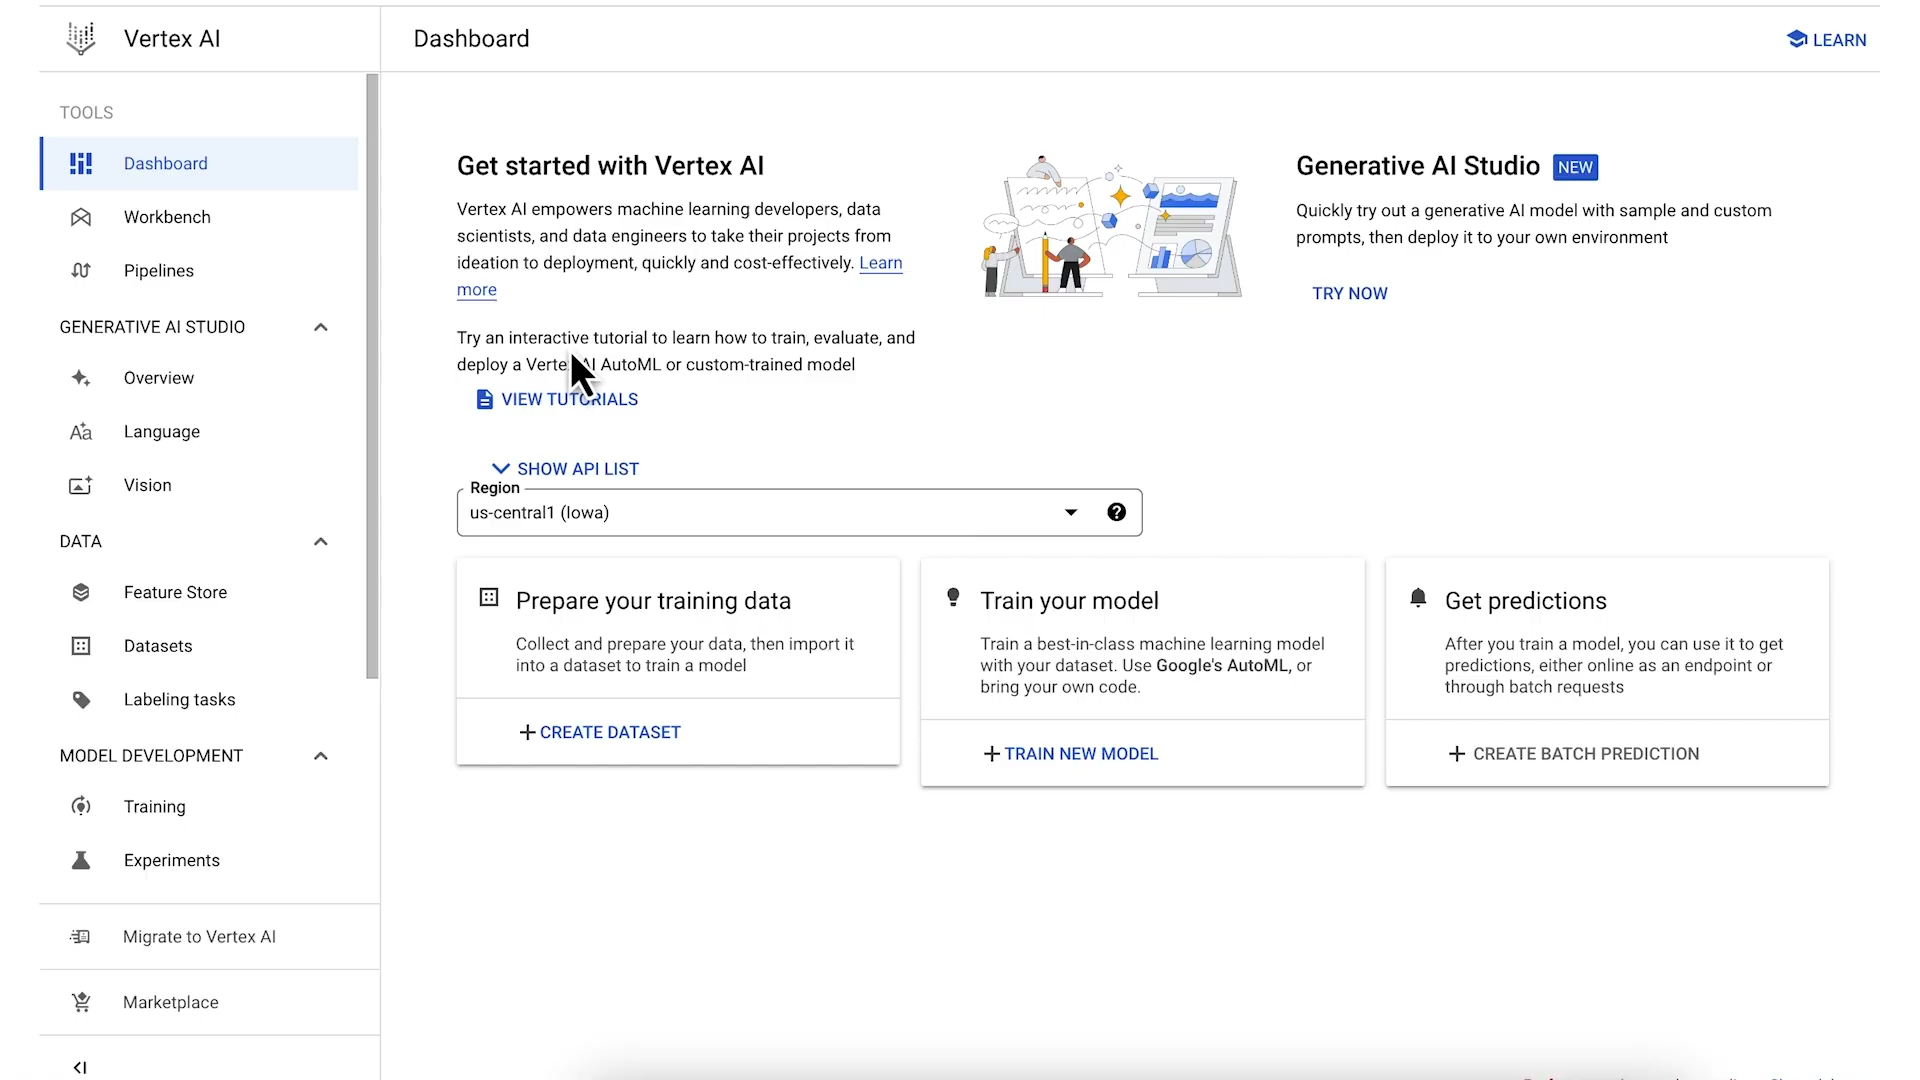 Vertex AI
Dashboard
LEARN
TOOLS
Dashboard
Workbench
Pipelines
GENERATIVE AI STUDIO
Overview
Language
Vision
DATA
Feature Store
Datasets
Labeling tasks
MODEL DEVELOPMENT
Training
Experiments
Migrate to Vertex AI
Marketplace
Get started with Vertex AI
Vertex AI empowers machine learning developers, data
scientists, and data engineers to take their projects from
ideation to deployment, quickly and cost-effectively. Learn
more
Try an interactive tutorial to learn how to train, evaluate, and
deploy a Vertex AI AutoML or custom-trained model
VIEW TUTORIALS
Generative AI Studio NEW
Quickly try out a generative AI model with sample and custom
prompts, then deploy it to your own environment
TRY NOW
SHOW API LIST
Region
us-central1 (Iowa)
Prepare your training data
Collect and prepare your data, then import it
into a dataset to train a model
CREATE DATASET
Train your model
Train a best-in-class machine learning model
with your dataset. Use Google's AutoML, or
bring your own code.
TRAIN NEW MODEL
Get predictions
After you train a model, you can use it to get
predictions, either online as an endpoint or
through batch requests
CREATE BATCH PREDICTION